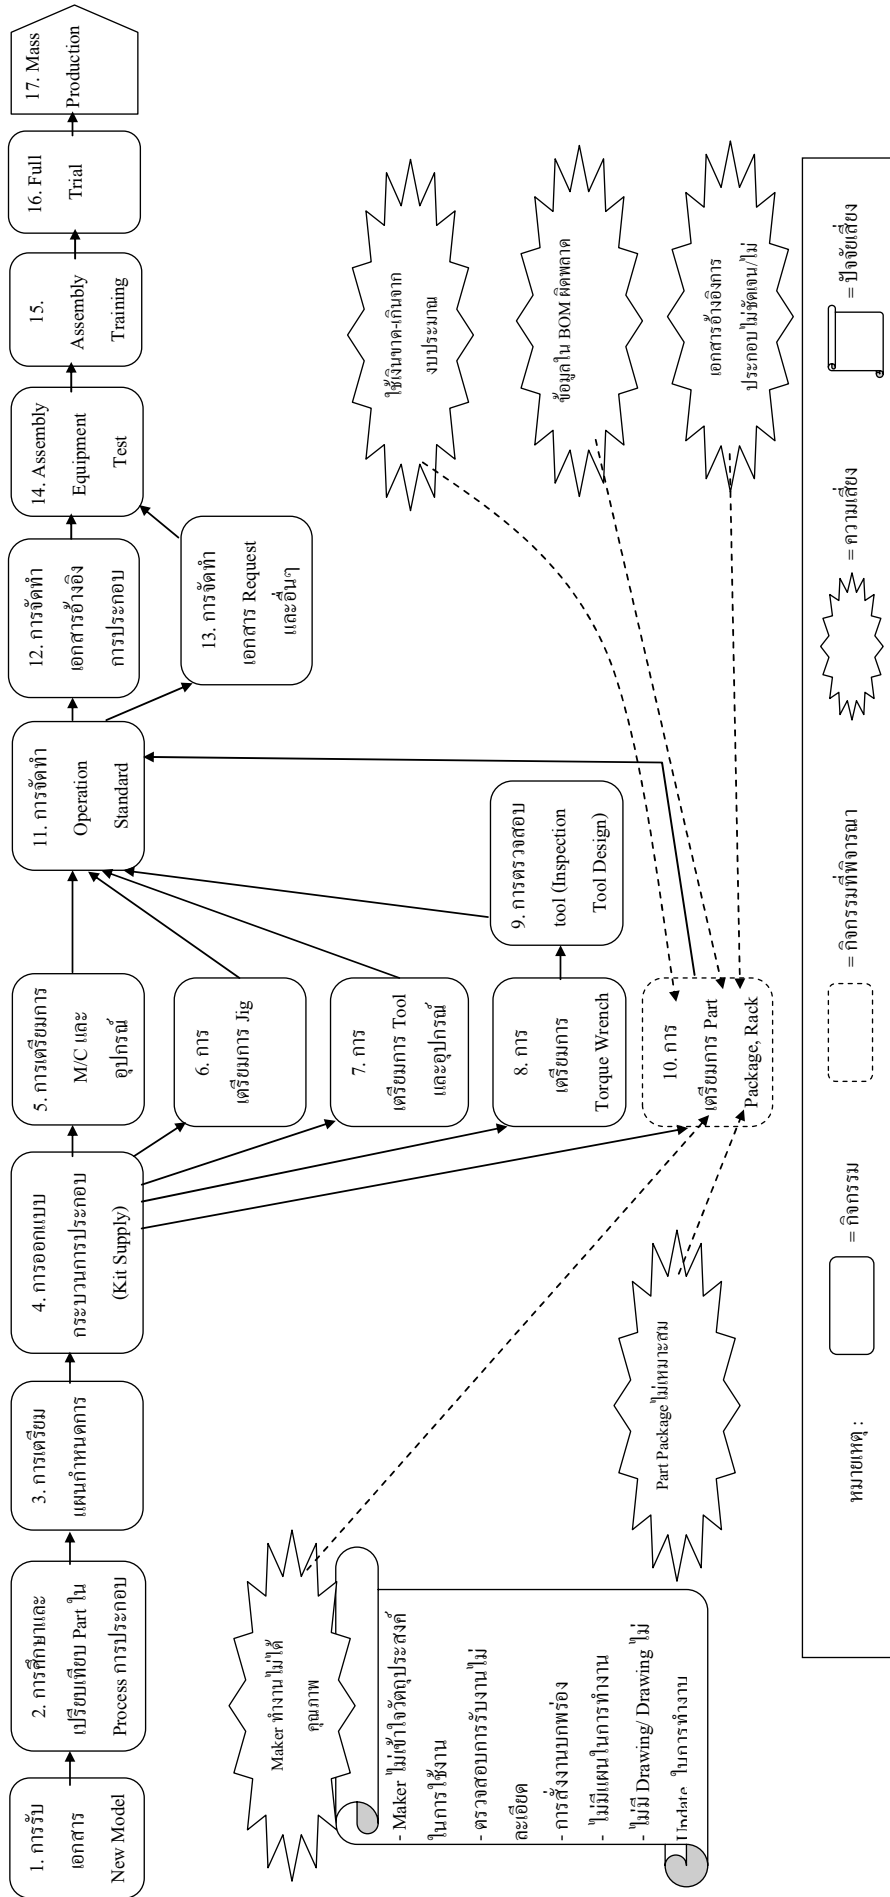 1. การรับ
เอกสาร
New Model
2. การศึกษาและ
เปรียบเทียบ Part ใน
Process การประกอบ
3. การเตรียม
แผนกำหนดการ
4. การออกแบบ
กระบวนการประกอบ
(Kit Supply)
5. การเตรียมการ
M/C และ
อุปกรณ์
6. การ
เตรียมการ Jig
7. การ
เตรียมการ Tool
และอุปกรณ์
8. การ
เตรียมการ
Torque Wrench
9. การตรวจสอบ
tool (Inspection
Tool Design)
10. การ
เตรียมการ Part
Package, Rack
11. การจัดทำ
Operation
Standard
12. การจัดทำ
เอกสารอ้างอิง
การประกอบ
13. การจัดทำ
เอกสาร Request
และอื่นๆ
14. Assembly
Equipment
Test
15.
Assembly
Training
16. Full
Trial
17. Mass
Production
Maker ทำงานไม่ได้
คุณภาพ
- Maker ไม่เข้าใจวัตถุประสงค์
ในการใช้งาน
- ตรวจสอบการรับงานไม่
ละเอียด
- การสั่งงานบกพร่อง
- ไม่มีแผนในการทำงาน
- ไม่มี Drawing/ Drawing ไม่
Update ในการทำงาน
Part Package ไม่เหมาะสม
ใช้เงินขาด-เกินจาก
งบประมาณ
ข้อมูลใน BOM ผิดพลาด
เอกสารอ้างอิงการ
ประกอบไม่ชัดเจน/ไม่
หมายเหตุ :
= กิจกรรม
= กิจกรรมที่พิจารณา
= ความเสี่ยง
= ปัจจัยเสี่ยง